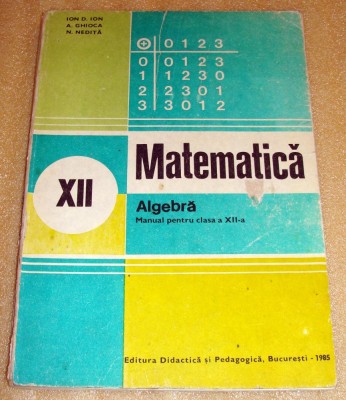 ION D. ION
A. GHIOCA
N. NEDIȚĂ
⊕ 0 1 2 3
0 0 1 2 3
1 1 2 3 0
2 2 3 0 1
3 3 0 1 2
Matematică
XII
Algebră
Manual pentru clasa a XII-a
Editura Didactică și Pedagogică, București - 1985